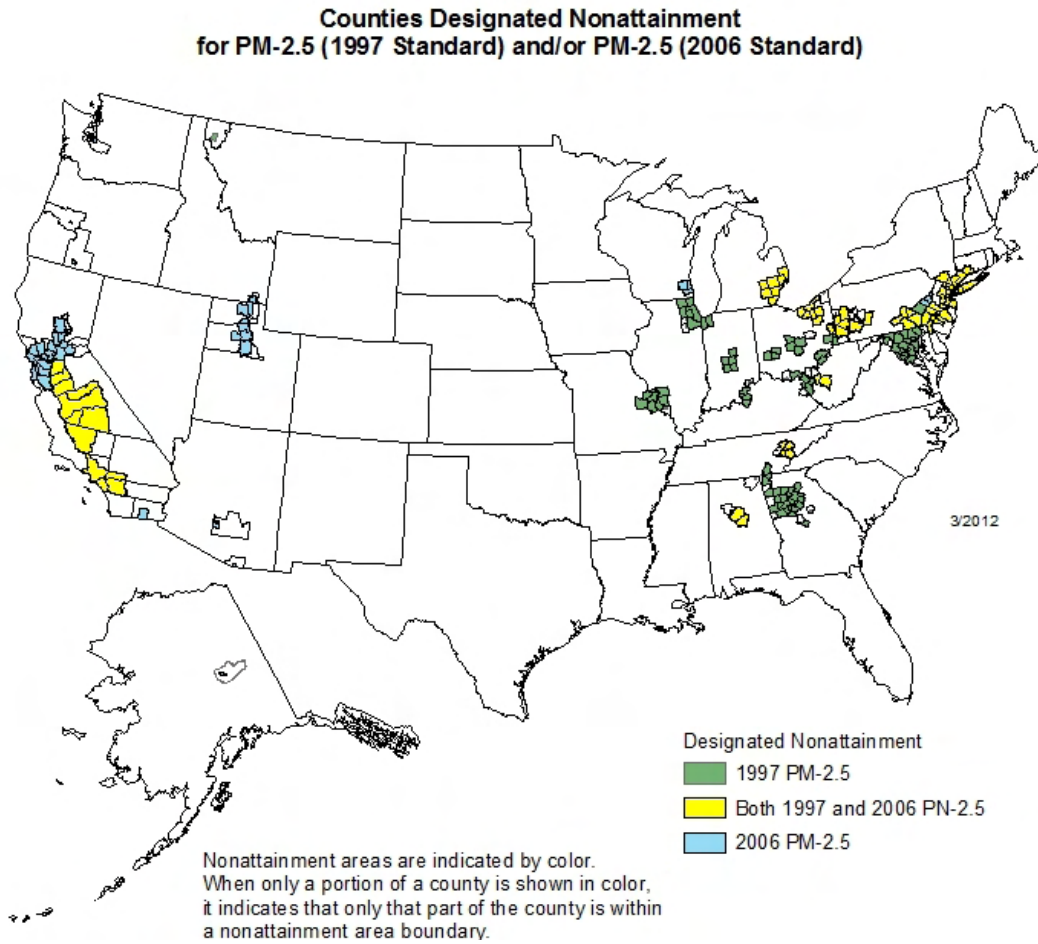 Counties Designated Nonattainment
for PM-2.5 (1997 Standard) and/or PM-2.5 (2006 Standard)
3/2012
Designated Nonattainment
1997 PM-2.5
Both 1997 and 2006 PN-2.5
2006 PM-2.5
Nonattainment areas are indicated by color.
When only a portion of a county is shown in color,
it indicates that only that part of the county is within
a nonattainment area boundary.